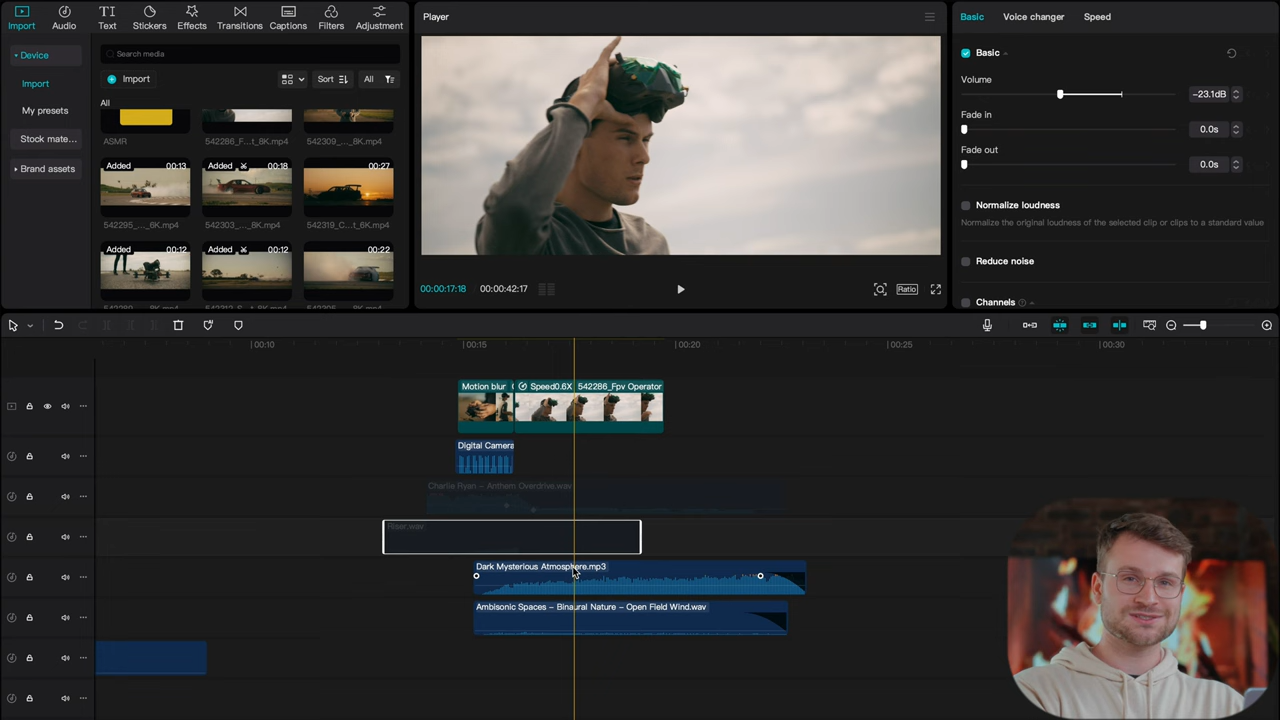 Import Audio Text Stickers Effects Transitions Captions Filters Adjustment
Player
Basic Voice changer Speed
Device
Search media
Basic
Import
Import
Sort
All
Volume
-23.1dB
My presets
All
Fade in
0.0s
Stock mate...
ASMR
542286_F...t_8K.mp4
542309_..._8K.mp4
Fade out
0.0s
Brand assets
Added 00:13
Added 00:18
00:27
Normalize loudness
542295_..._6K.mp4
542303_..._8K.mp4
542319_C...t_6K.mp4
Normalize the original loudness of the selected clip or clips to a standard value
Added 00:12
Added 00:12
00:22
Reduce noise
00:00:17:18 00:00:42:17
Ratio
Channels
00:10 00:15 00:20 00:25 00:30
Motion blur
Speed0.6X 542286_Fpv Operator
Digital Camera
Charlie Ryan - Anthem Overdrive.wav
Riser.wav
Dark Mysterious Atmosphere.mp3
Ambisonic Spaces - Binaural Nature - Open Field Wind.wav